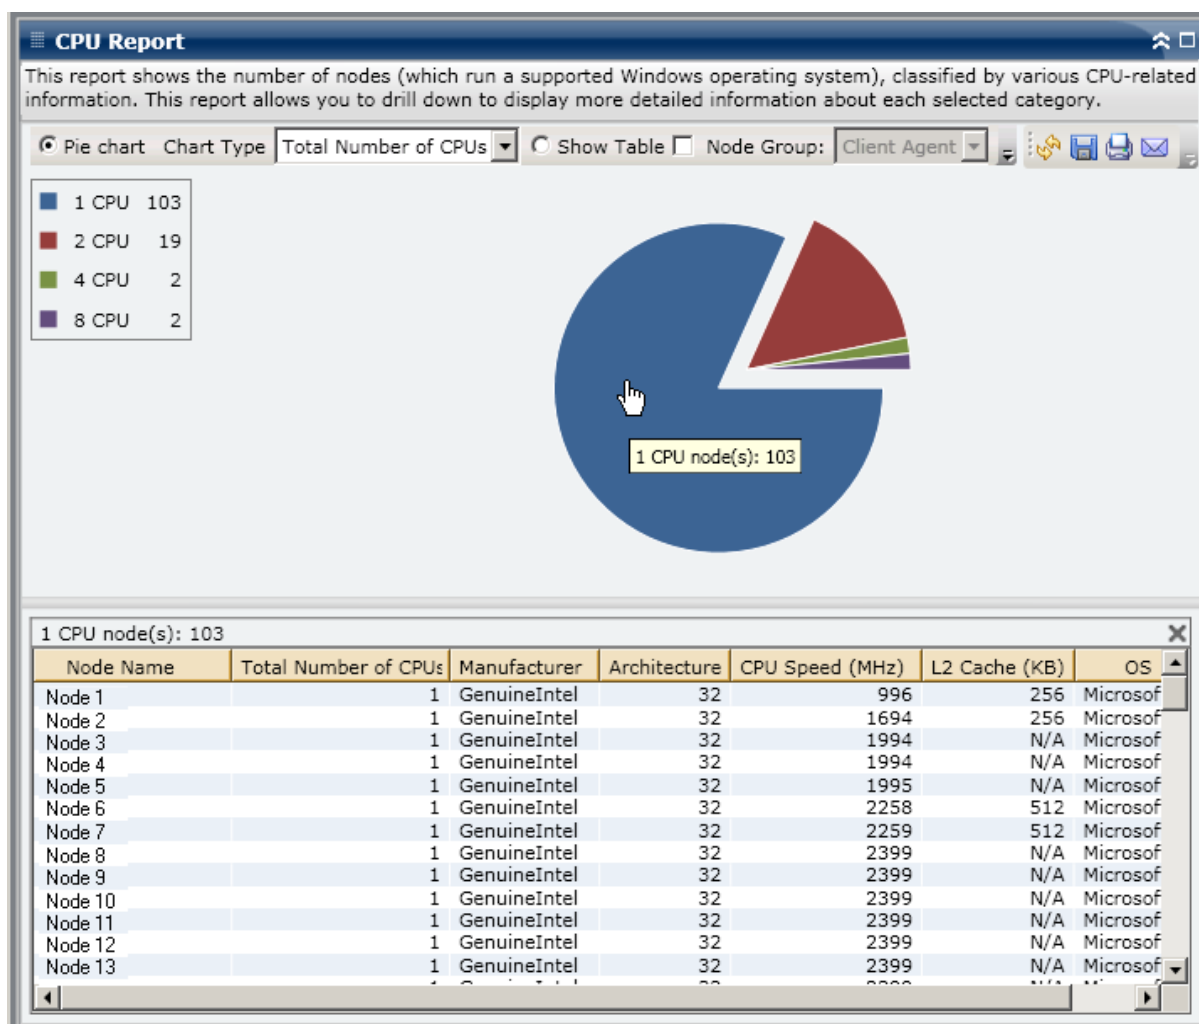 CPU Report
This report shows the number of nodes (which run a supported Windows operating system), classified by various CPU-related
information. This report allows you to drill down to display more detailed information about each selected category.
Pie chart Chart Type Total Number of CPUs Show Table Node Group: Client Agent
1 CPU 103
2 CPU 19
4 CPU 2
8 CPU 2
1 CPU node(s): 103
1 CPU node(s): 103
Node Name Total Number of CPUs Manufacturer Architecture CPU Speed (MHz) L2 Cache (KB) OS
Node 1 1 GenuineIntel 32 996 256 Microsof
Node 2 1 GenuineIntel 32 1694 256 Microsof
Node 3 1 GenuineIntel 32 1994 N/A Microsof
Node 4 1 GenuineIntel 32 1994 N/A Microsof
Node 5 1 GenuineIntel 32 1995 N/A Microsof
Node 6 1 GenuineIntel 32 2258 512 Microsof
Node 7 1 GenuineIntel 32 2259 512 Microsof
Node 8 1 GenuineIntel 32 2399 N/A Microsof
Node 9 1 GenuineIntel 32 2399 N/A Microsof
Node 10 1 GenuineIntel 32 2399 N/A Microsof
Node 11 1 GenuineIntel 32 2399 N/A Microsof
Node 12 1 GenuineIntel 32 2399 N/A Microsof
Node 13 1 GenuineIntel 32 2399 N/A Microsof